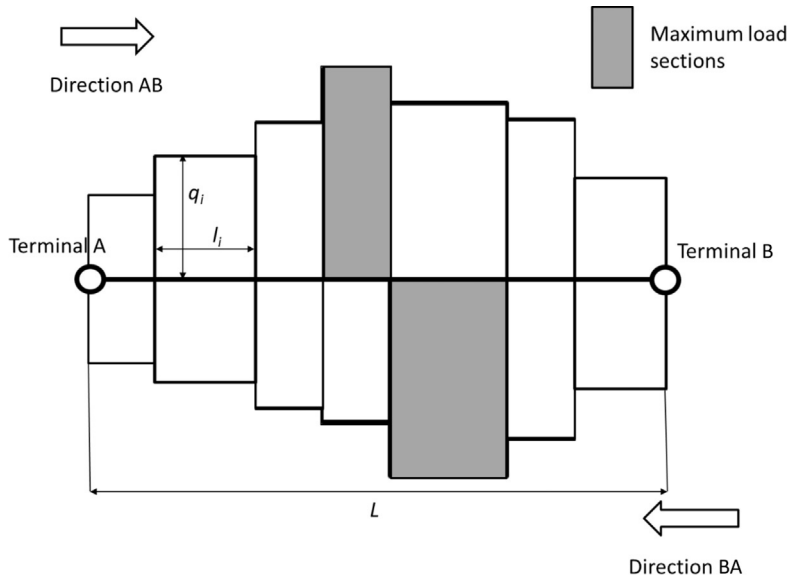 Direction AB
Maximum load
sections
q i
l i
Terminal A
Terminal B
L
Direction BA